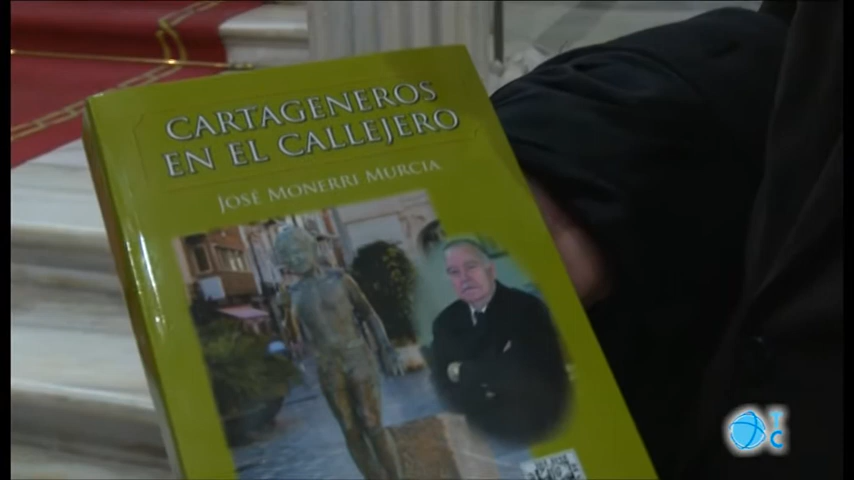 CARTAGENEROS
EN EL CALLEJERO
JOSÉ MONERRI MURCIA
T
C